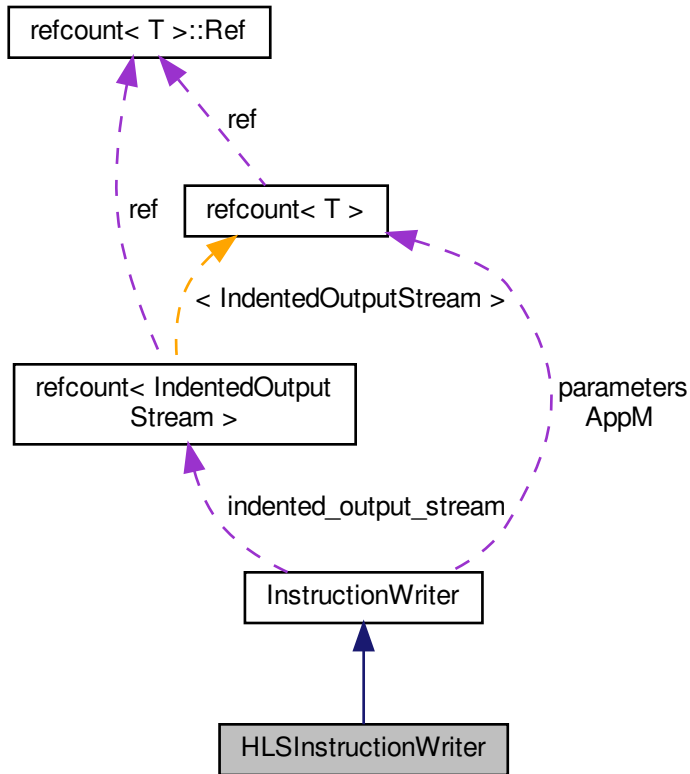 refcount< T >::Ref
ref
refcount< T >
ref
< IndentedOutputStream >
refcount< IndentedOutput
Stream >
parameters
AppM
indented_output_stream
InstructionWriter
HLSInstructionWriter